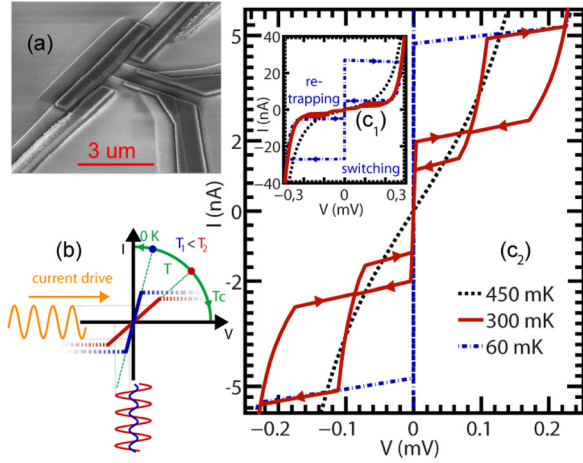 (a)
3 um
(b)
I
0 K
T₁<T₂
T
Tc
current drive
V
I (nA)
5
2
0
-2
-5
−0.2
−0.1
0
0.1
0.2
V (mV)
40
20
0
-20
-40
I (nA)
re-
trapping
(c₁)
switching
-0,3
0
0,3
V (mV)
(c₂)
450 mK
300 mK
60 mK